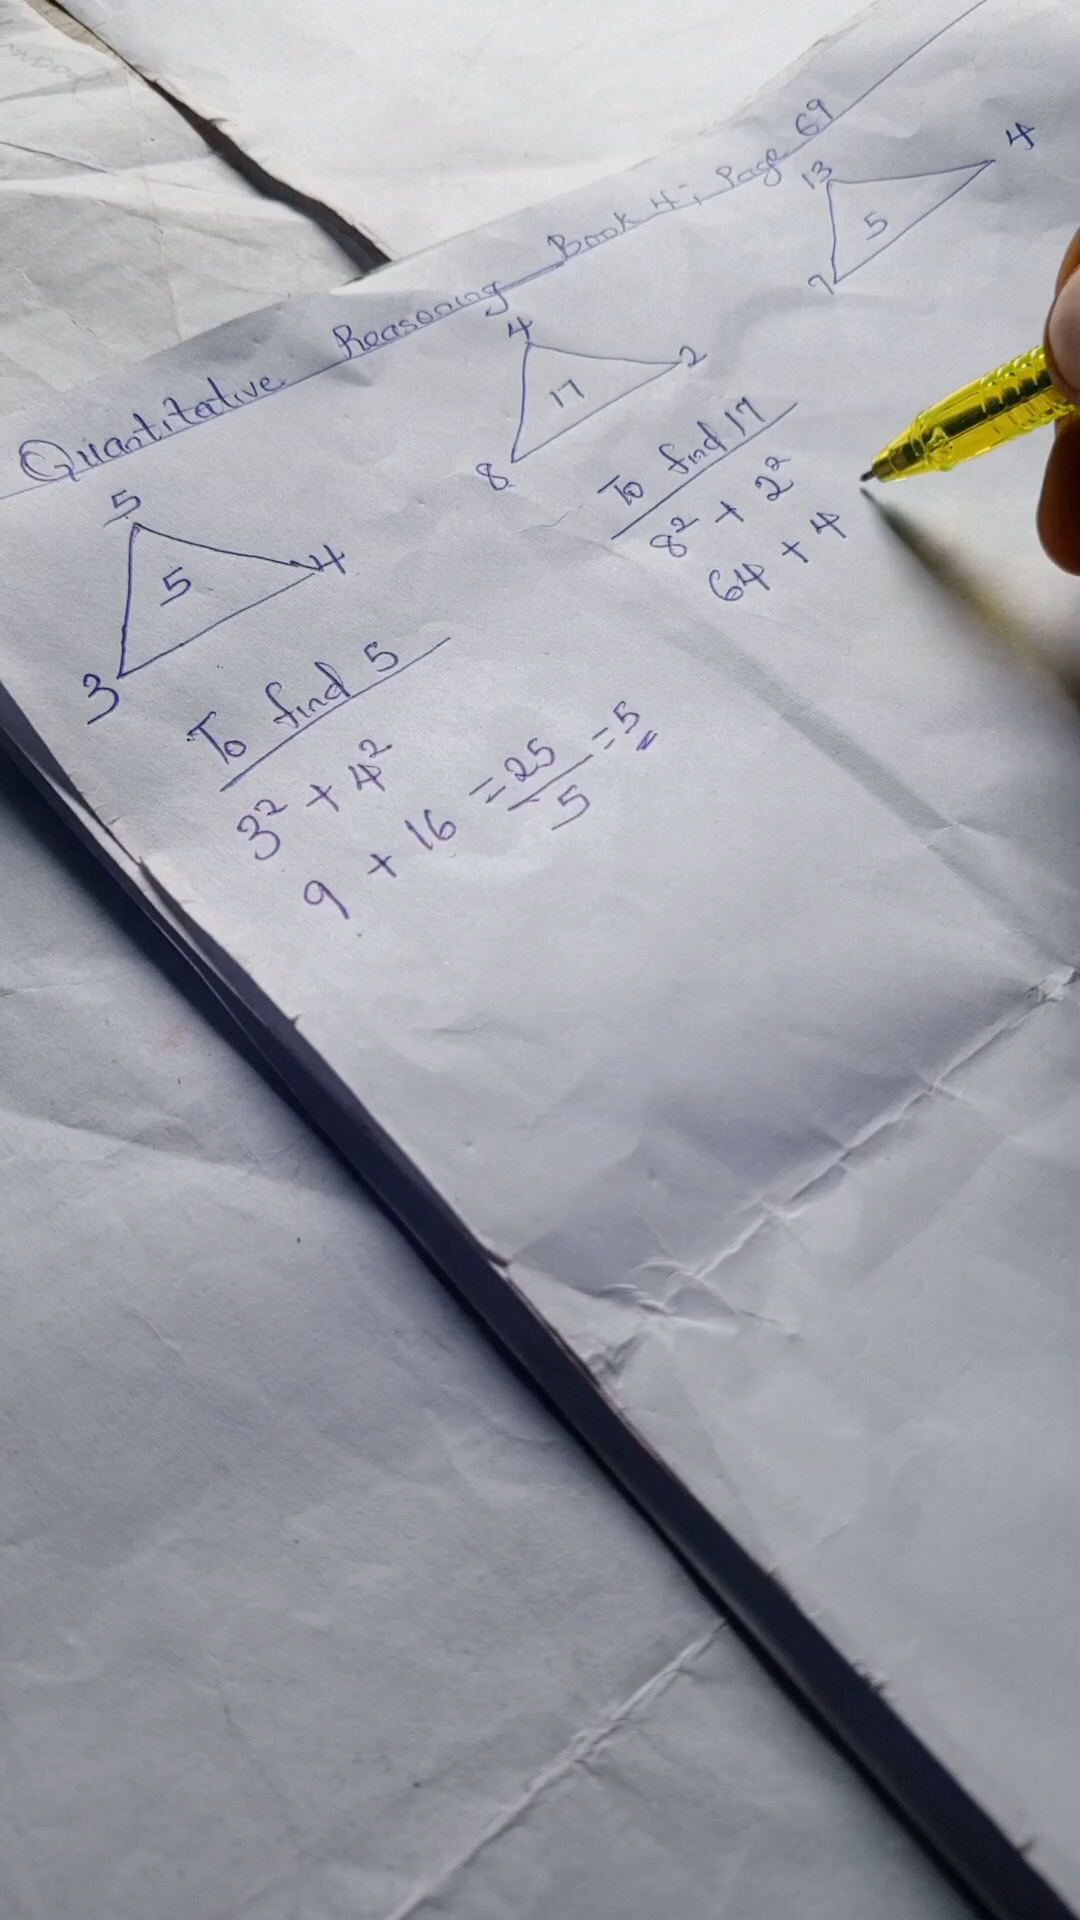 Quantitative Reasoning Book 4; Page 69
5
5
3
4
To find 5
3² + 4²
9 + 16 = 25/5 = 5
4
17
8
2
To find 17
8² + 2²
64 + 4
13
5
7
4